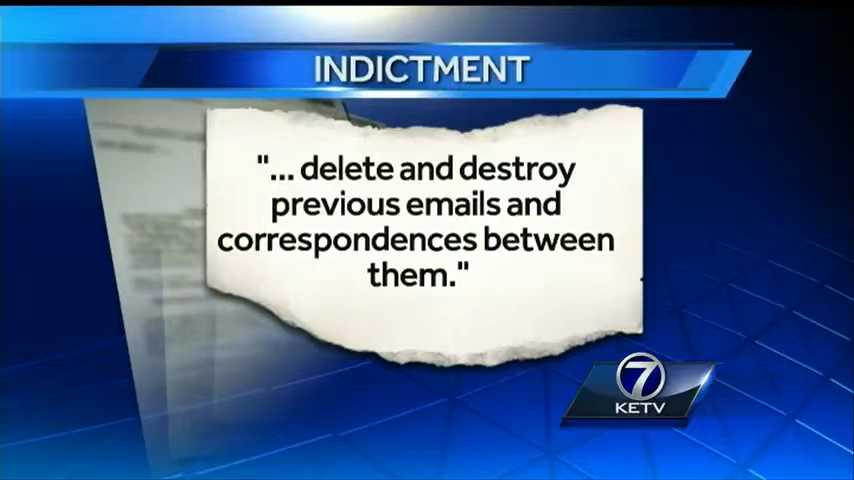 INDICTMENT
"... delete and destroy
previous emails and
correspondences between
them."
7
KETV